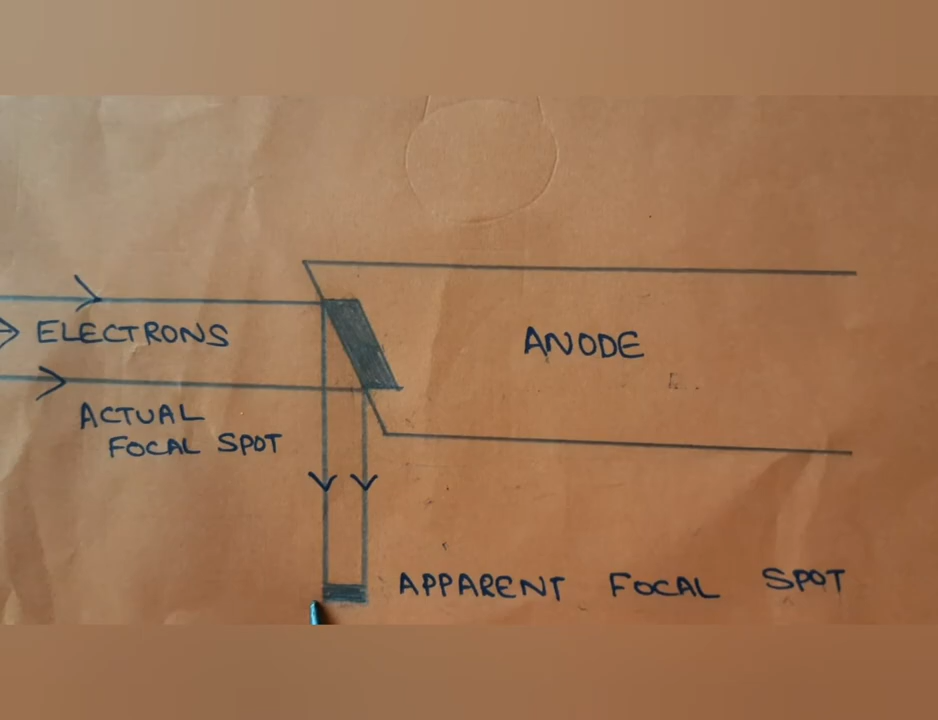 ELECTRONS
ANODE
ACTUAL
FOCAL SPOT
APPARENT FOCAL SPOT